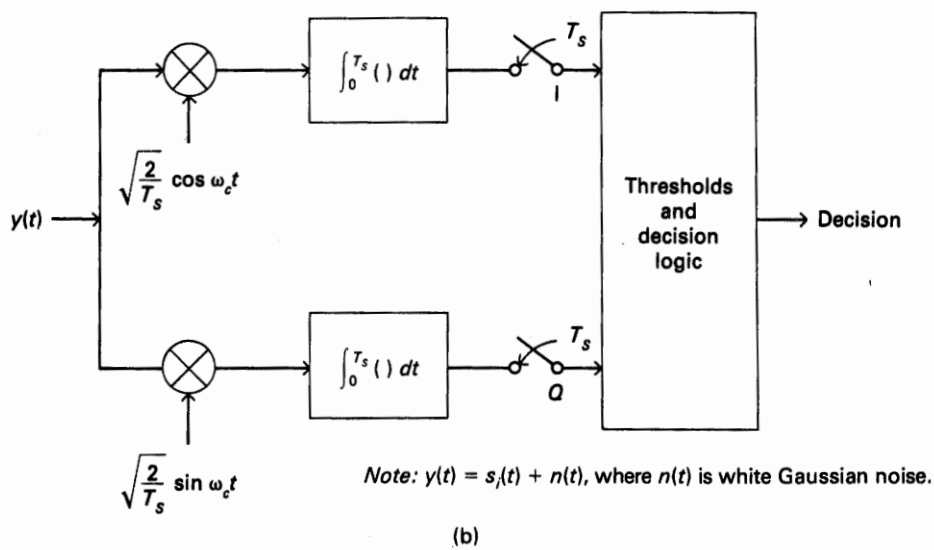 T_s
∫_0^{T_s} ( ) dt
I
√(2/T_s) cos ω_c t
y(t)
Thresholds
and
decision
logic
Decision
T_s
∫_0^{T_s} ( ) dt
Q
√(2/T_s) sin ω_c t
Note: y(t) = s_i(t) + n(t), where n(t) is white Gaussian noise.
(b)